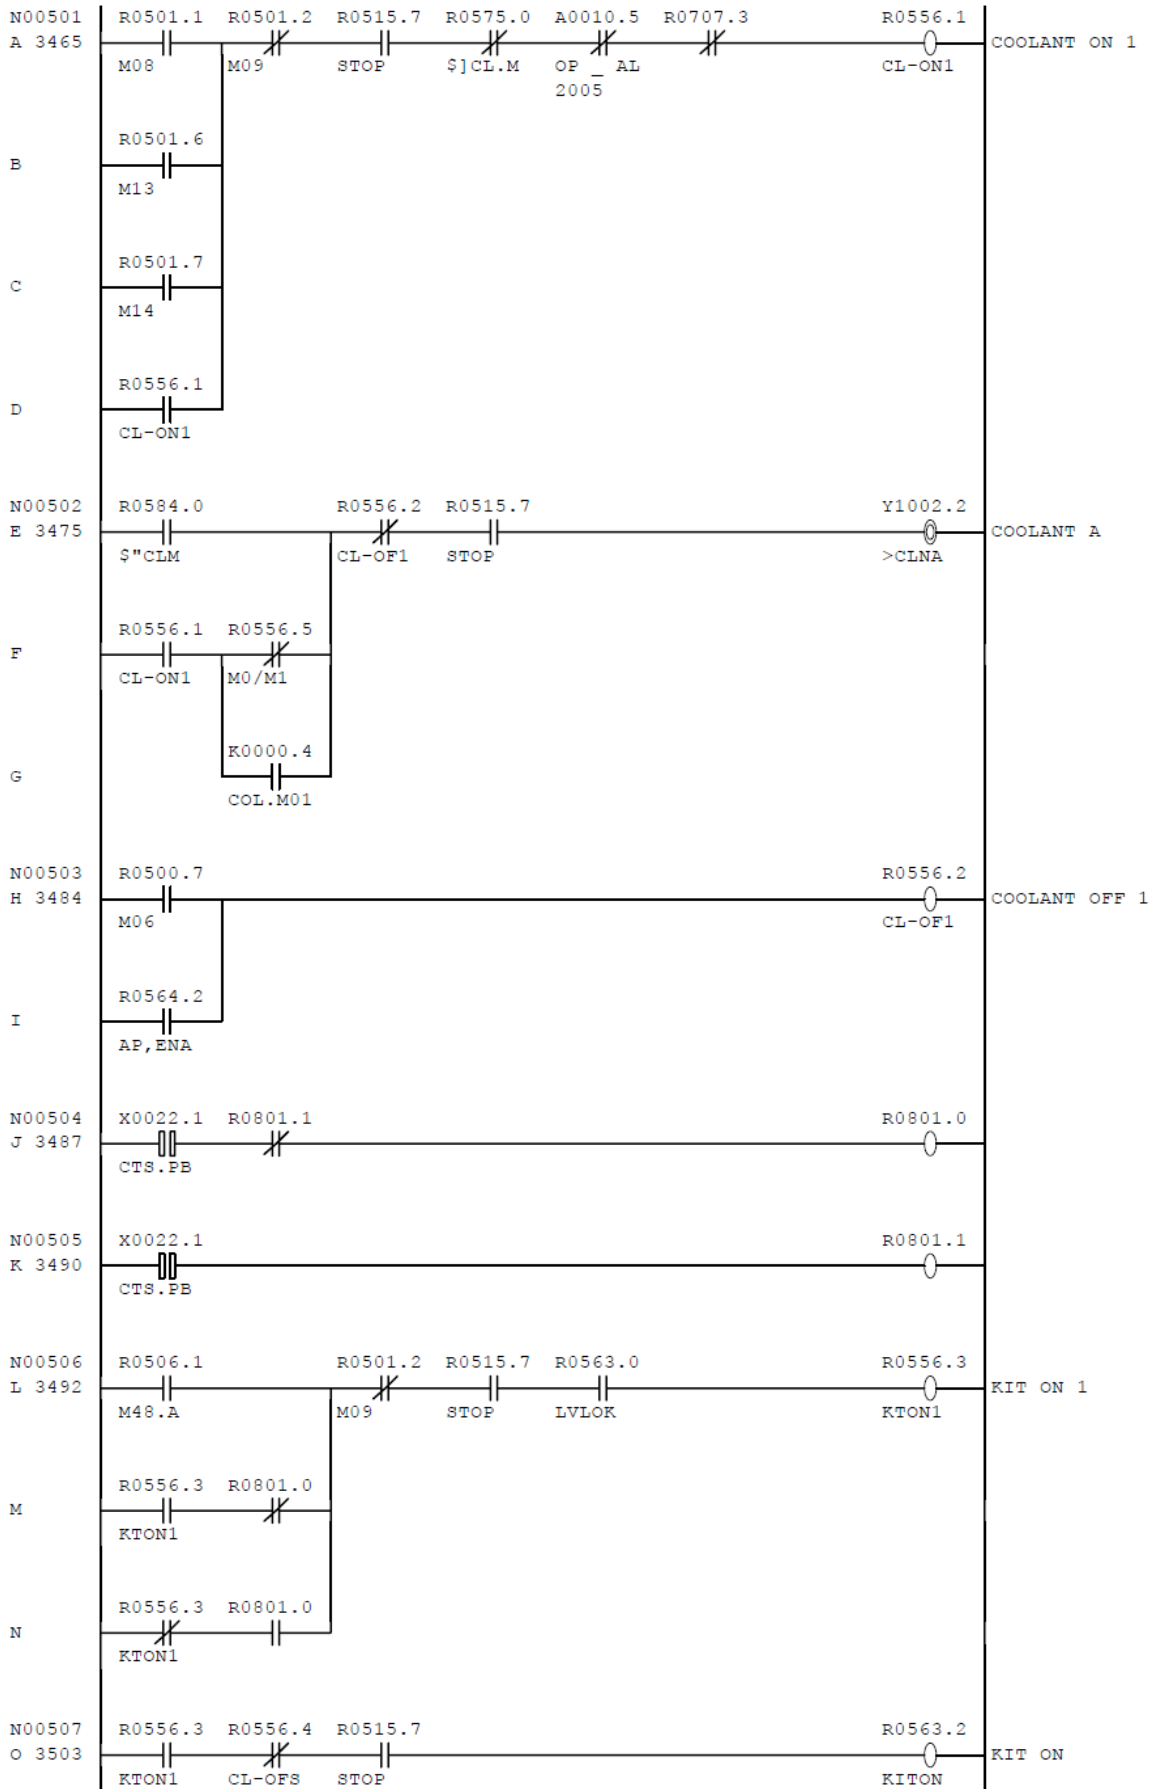 N00501 R0501.1 R0501.2 R0515.7 R0575.0 A0010.5 R0707.3 R0556.1
A 3465 COOLANT ON 1
M08 M09 STOP $]CL.M OP _ AL CL-ON1
2005
R0501.6
B
M13
R0501.7
C
M14
R0556.1
D
CL-ON1
N00502 R0584.0 R0556.2 R0515.7 Y1002.2
E 3475 COOLANT A
$"CLM CL-OF1 STOP >CLNA
R0556.1 R0556.5
F
CL-ON1 M0/M1
K0000.4
G
COL.M01
N00503 R0500.7 R0556.2
H 3484 COOLANT OFF 1
M06 CL-OF1
R0564.2
I
AP,ENA
N00504 X0022.1 R0801.1 R0801.0
J 3487
CTS.PB
N00505 X0022.1 R0801.1
K 3490
CTS.PB
N00506 R0506.1 R0501.2 R0515.7 R0563.0 R0556.3
L 3492 KIT ON 1
M48.A M09 STOP LVLOK KTON1
R0556.3 R0801.0
M
KTON1
R0556.3 R0801.0
N
KTON1
N00507 R0556.3 R0556.4 R0515.7 R0563.2
O 3503 KIT ON
KTON1 CL-OFS STOP KITON